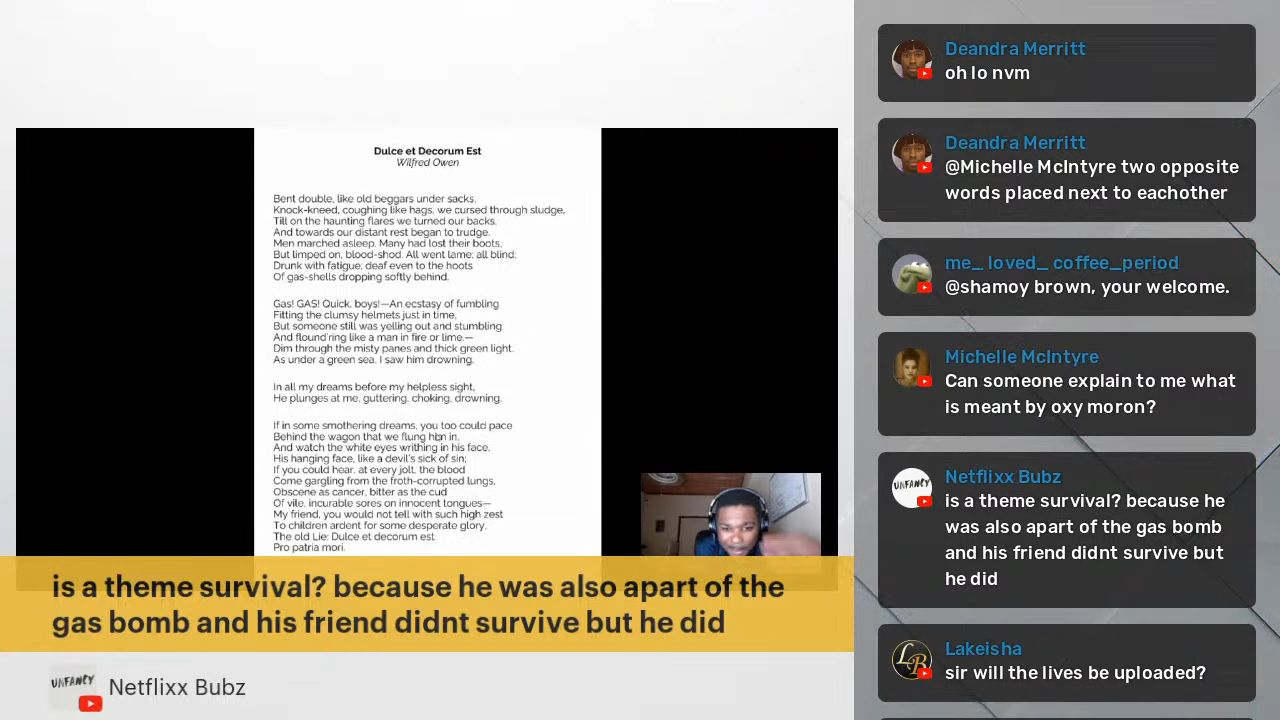 Dulce et Decorum Est
Wilfred Owen
Bent double, like old beggars under sacks,
Knock-kneed, coughing like hags, we cursed through sludge,
Till on the haunting flares we turned our backs,
And towards our distant rest began to trudge.
Men marched asleep. Many had lost their boots,
But limped on, blood-shod. All went lame; all blind;
Drunk with fatigue; deaf even to the hoots
Of gas-shells dropping softly behind.
Gas! GAS! Quick, boys!—An ecstasy of fumbling
Fitting the clumsy helmets just in time,
But someone still was yelling out and stumbling
And flound'ring like a man in fire or lime.—
Dim through the misty panes and thick green light,
As under a green sea, I saw him drowning.
In all my dreams before my helpless sight,
He plunges at me, guttering, choking, drowning.
If in some smothering dreams, you too could pace
Behind the wagon that we flung him in,
And watch the white eyes writhing in his face,
His hanging face, like a devil's sick of sin;
If you could hear, at every jolt, the blood
Come gargling from the froth-corrupted lungs,
Obscene as cancer, bitter as the cud
Of vile, incurable sores on innocent tongues—
My friend, you would not tell with such high zest
To children ardent for some desperate glory,
The old Lie: Dulce et decorum est
Pro patria mori.
is a theme survival? because he was also apart of the
gas bomb and his friend didnt survive but he did
UNFANCY
Netflixx Bubz
Deandra Merritt
oh lo nvm
Deandra Merritt
@Michelle McIntyre two opposite
words placed next to eachother
me_ loved_ coffee_period
@shamoy brown, your welcome.
Michelle McIntyre
Can someone explain to me what
is meant by oxy moron?
UNFANCY
Netflixx Bubz
is a theme survival? because he
was also apart of the gas bomb
and his friend didnt survive but
he did
LB
Lakeisha
sir will the lives be uploaded?